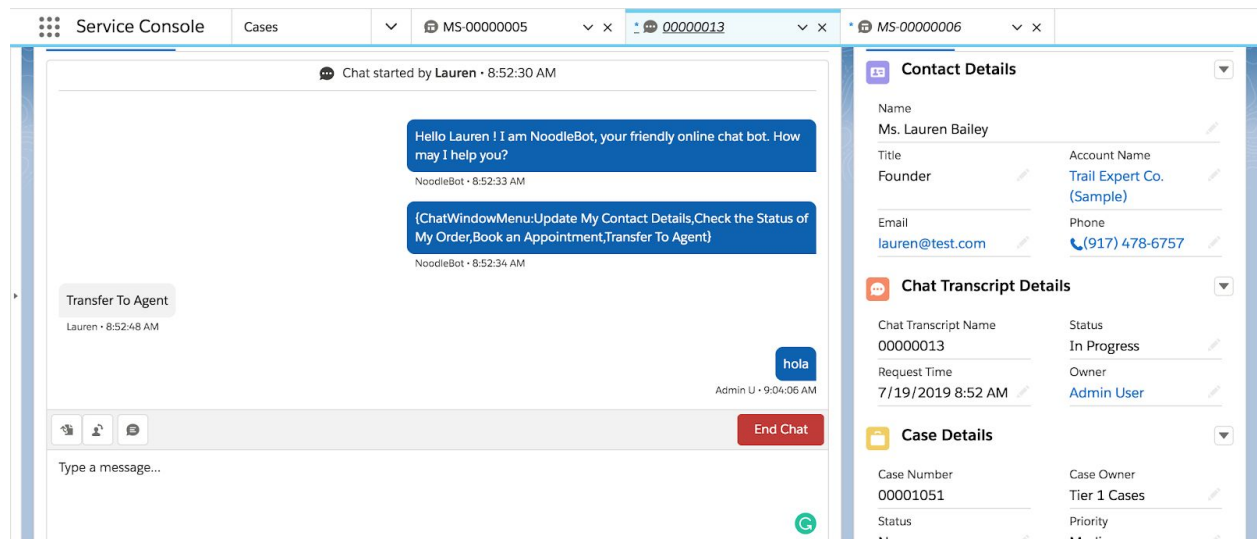 Service Console
Cases
MS-00000005
* 00000013
* MS-00000006
Chat started by Lauren • 8:52:30 AM
Hello Lauren ! I am NoodleBot, your friendly online chat bot. How
may I help you?
NoodleBot • 8:52:33 AM
{ChatWindowMenu:Update My Contact Details,Check the Status of
My Order,Book an Appointment,Transfer To Agent}
NoodleBot • 8:52:34 AM
Transfer To Agent
Lauren • 8:52:48 AM
hola
Admin U • 9:04:06 AM
End Chat
Type a message...
Contact Details
Name
Ms. Lauren Bailey
Title
Founder
Account Name
Trail Expert Co.
(Sample)
Email
lauren@test.com
Phone
(917) 478-6757
Chat Transcript Details
Chat Transcript Name
00000013
Status
In Progress
Request Time
7/19/2019 8:52 AM
Owner
Admin User
Case Details
Case Number
00001051
Case Owner
Tier 1 Cases
Status
Priority